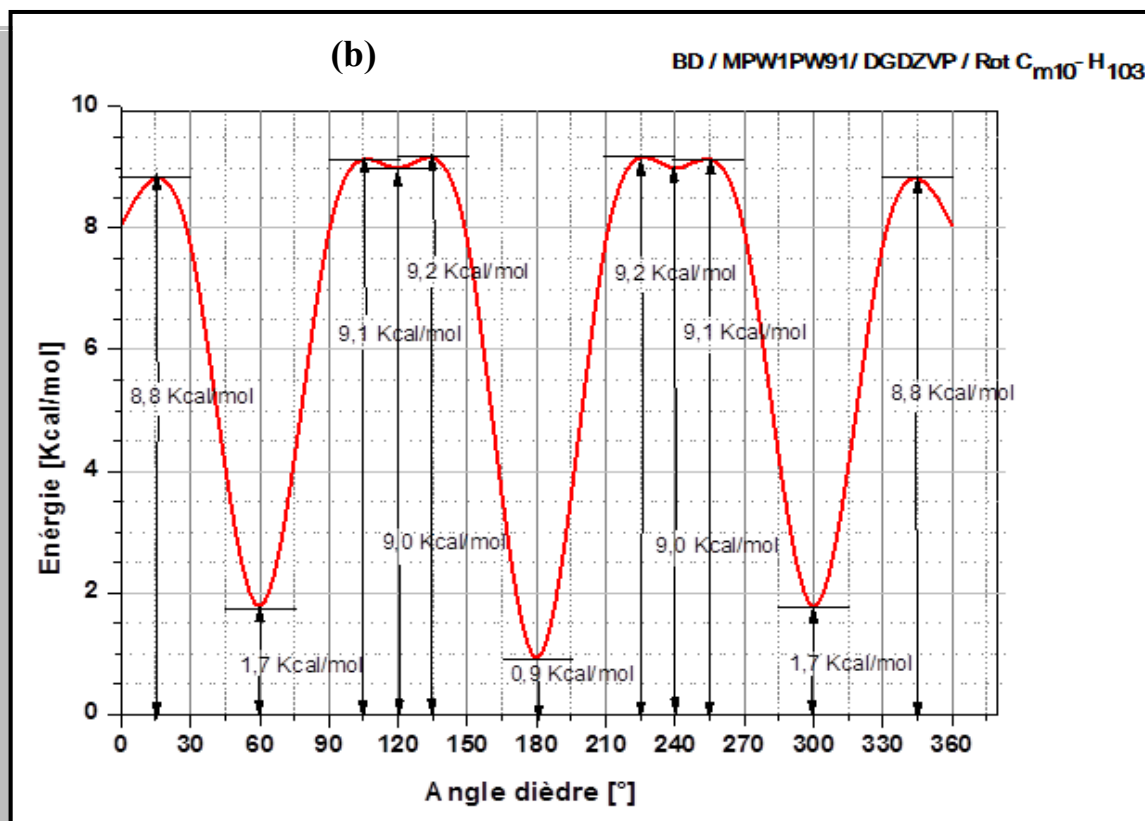 (b)
BD / MPW1PW91/ DGDZVP / Rot Cm10- H103
Enérgie [Kcal/mol]
10
8
6
4
2
0
9,2 Kcal/mol
9,2 Kcal/mol
9,1 Kcal/mol
9,1 Kcal/mol
8,8 Kcal/mol
8,8 Kcal/mol
9,0 Kcal/mol
9,0 Kcal/mol
1,7 Kcal/mol
0,9 Kcal/mol
1,7 Kcal/mol
0 30 60 90 120 150 180 210 240 270 300 330 360
Angle dièdre [°]